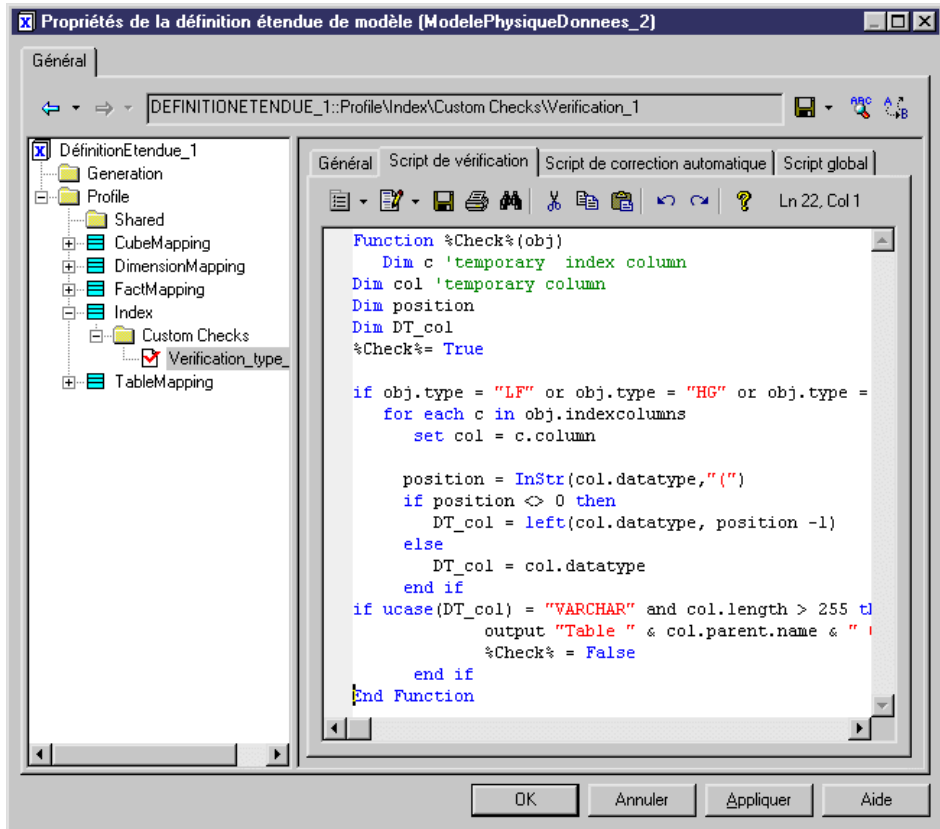 Propriétés de la définition étendue de modèle (ModelePhysiqueDonnees_2)
Général
DEFINITIONETENDUE_1::Profile\Index\Custom Checks\Verification_1
DéfinitionEtendue_1
Generation
Profile
Shared
CubeMapping
DimensionMapping
FactMapping
Index
Custom Checks
Verification_type_
TableMapping
Général Script de vérification Script de correction automatique Script global
Ln 22, Col 1
Function %Check%(obj)
Dim c 'temporary index column
Dim col 'temporary column
Dim position
Dim DT_col
%Check%= True
if obj.type = "LF" or obj.type = "HG" or obj.type =
for each c in obj.indexcolumns
set col = c.column
position = InStr(col.datatype,"(")
if position <> 0 then
DT_col = left(col.datatype, position -1)
else
DT_col = col.datatype
end if
if ucase(DT_col) = "VARCHAR" and col.length > 255
output "Table " & col.parent.name & "
%Check% = False
end if
End Function
OK Annuler Appliquer Aide